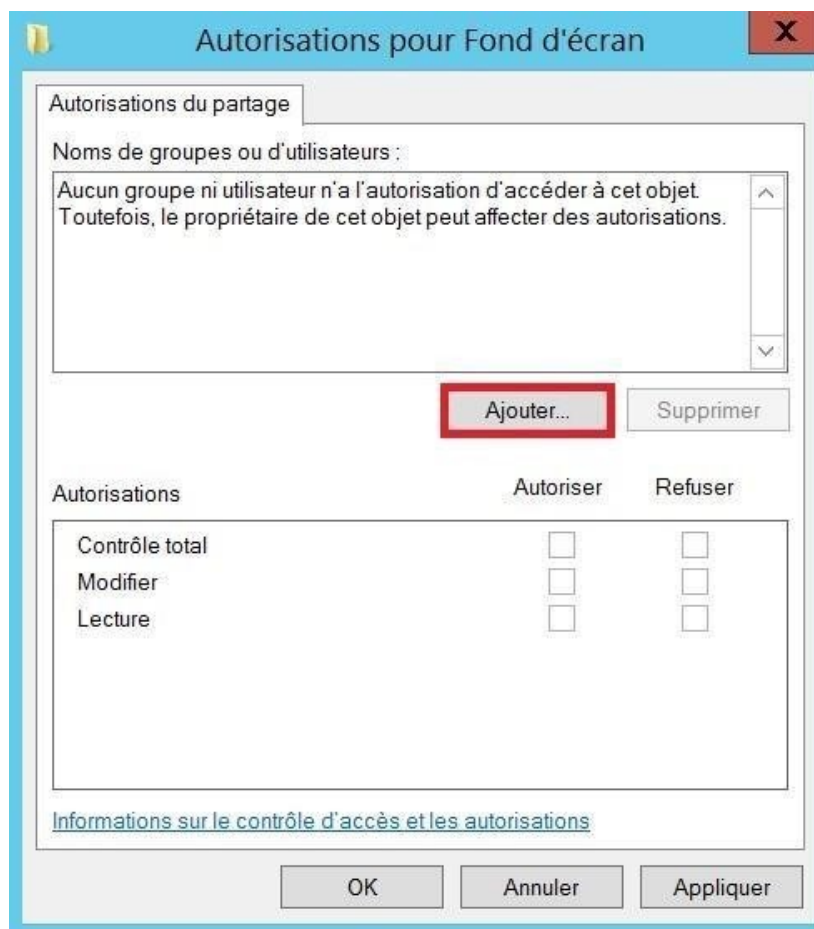 Autorisations pour Fond d'écran
X
Autorisations du partage
Noms de groupes ou d'utilisateurs :
Aucun groupe ni utilisateur n'a l'autorisation d'accéder à cet objet.
Toutefois, le propriétaire de cet objet peut affecter des autorisations.
Ajouter... Supprimer
Autorisations Autoriser Refuser
Contrôle total
Modifier
Lecture
Informations sur le contrôle d'accès et les autorisations
OK Annuler Appliquer